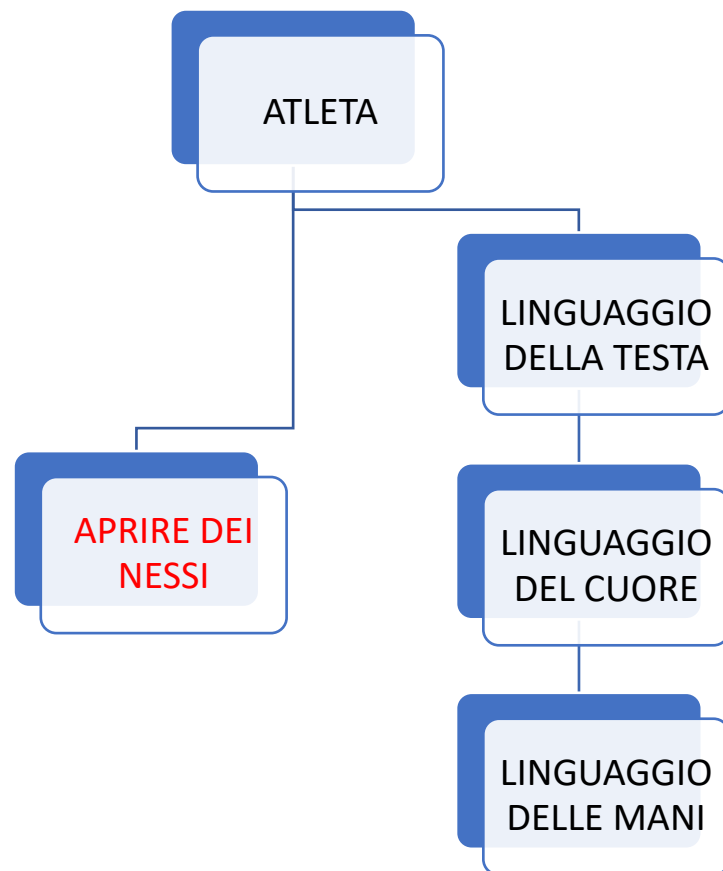 ATLETA
LINGUAGGIO
DELLA TESTA
APRIRE DEI
NESSI
LINGUAGGIO
DEL CUORE
LINGUAGGIO
DELLE MANI